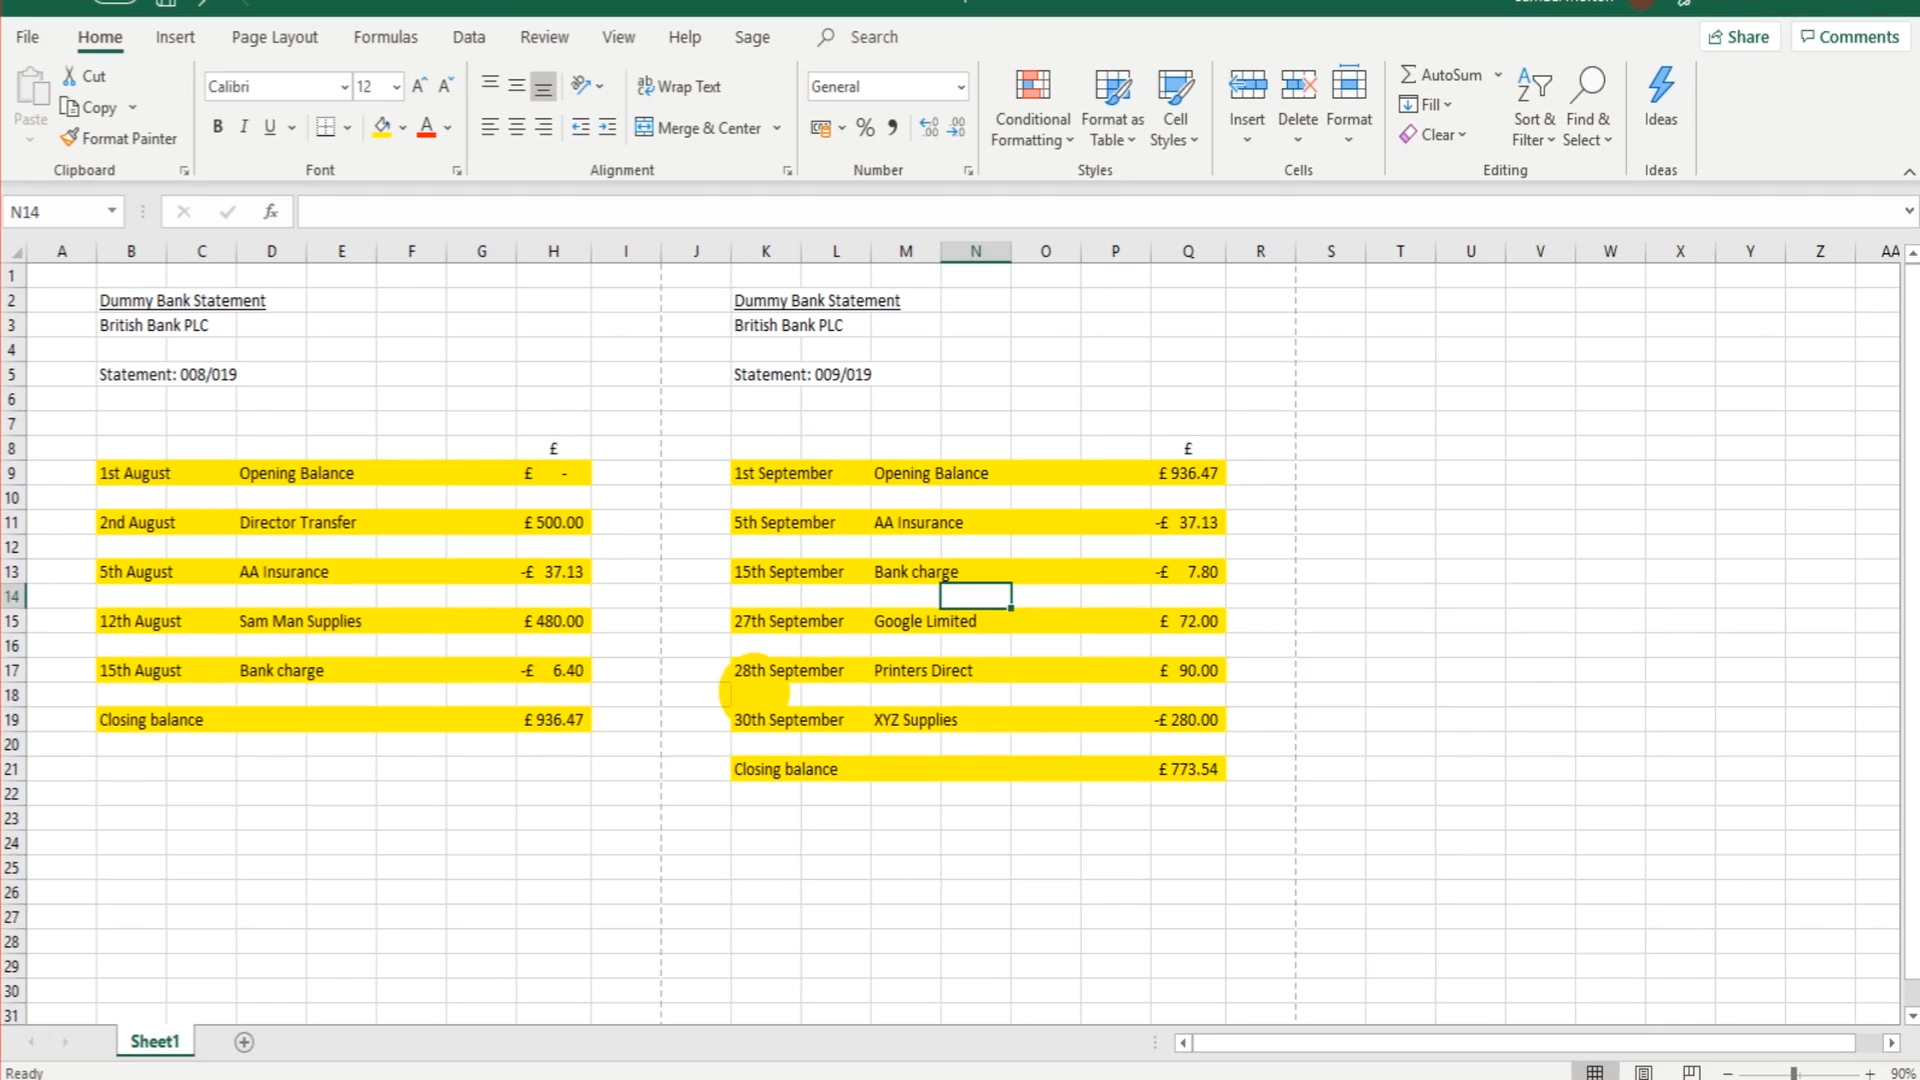 File Home Insert Page Layout Formulas Data Review View Help Sage Search Share Comments
Cut
Copy
Format Painter
Paste
Clipboard
Calibri 12
B I U
Font
Wrap Text
Merge & Center
Alignment
General
Number
Conditional Formatting
Format as Table
Cell Styles
Styles
Insert Delete Format
Cells
AutoSum
Fill
Clear
Sort & Filter
Find & Select
Editing
Ideas
Ideas
N14 fx
A B C D E F G H I J K L M N O P Q R S T U V W X Y Z AA
1
2 Dummy Bank Statement Dummy Bank Statement
3 British Bank PLC British Bank PLC
4
5 Statement: 008/019 Statement: 009/019
6
7
8 £ £
9 1st August Opening Balance £ - 1st September Opening Balance £ 936.47
10
11 2nd August Director Transfer £ 500.00 5th September AA Insurance -£ 37.13
12
13 5th August AA Insurance -£ 37.13 15th September Bank charge -£ 7.80
14
15 12th August Sam Man Supplies £ 480.00 27th September Google Limited £ 72.00
16
17 15th August Bank charge -£ 6.40 28th September Printers Direct £ 90.00
18
19 Closing balance £ 936.47 30th September XYZ Supplies -£ 280.00
20
21 Closing balance £ 773.54
22
23
24
25
26
27
28
29
30
31
Sheet1
Ready 90%